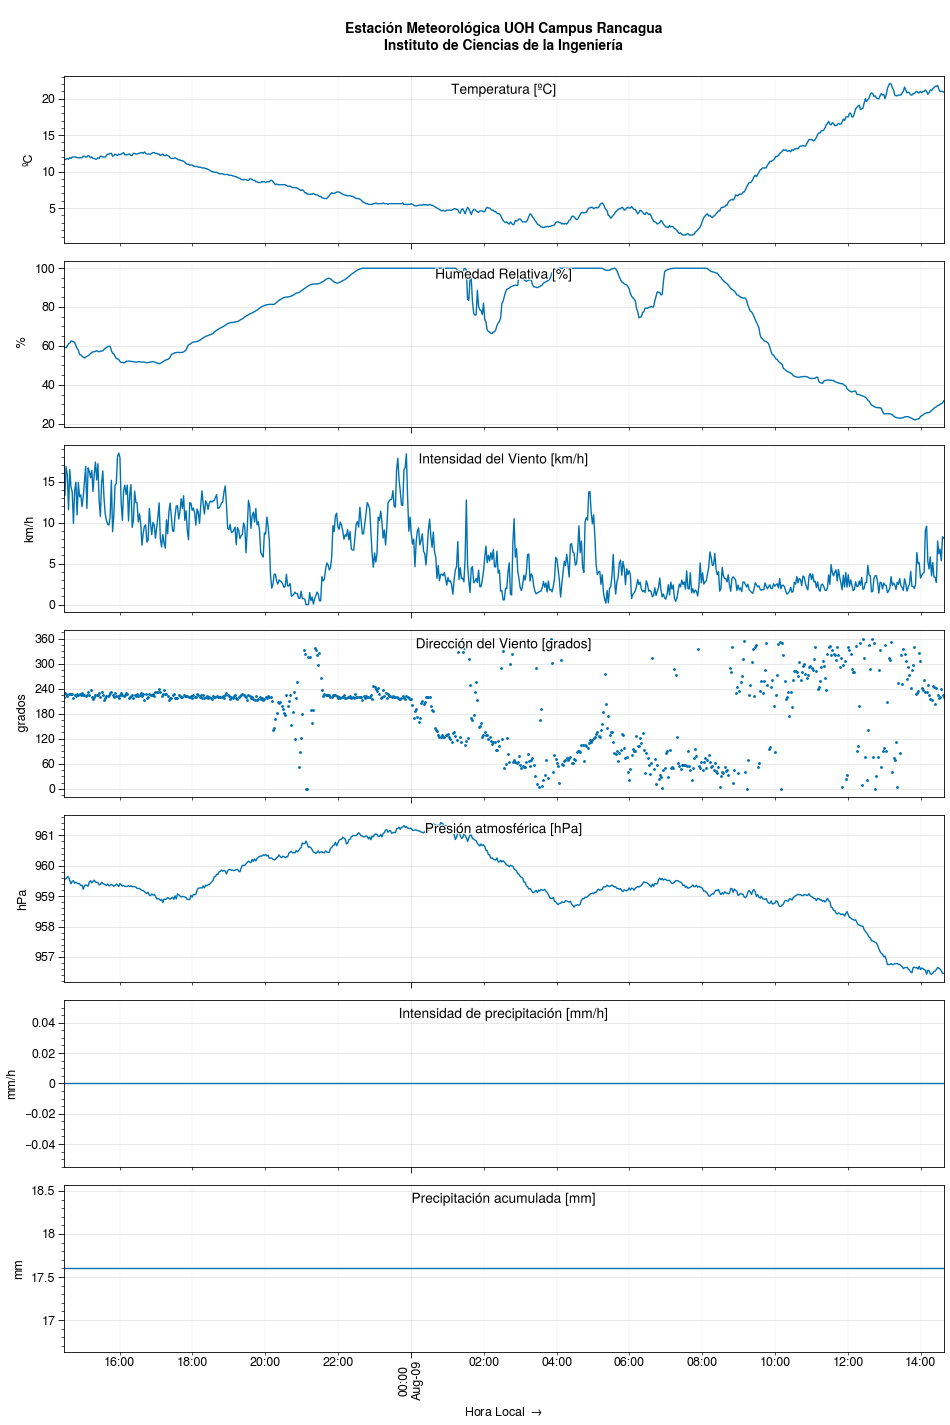 Estación Meteorológica UOH Campus Rancagua
Instituto de Ciencias de la Ingeniería
Temperatura [ºC]
ºC
20
15
10
5
Humedad Relativa [%]
%
100
80
60
40
20
Intensidad del Viento [km/h]
km/h
15
10
5
0
Dirección del Viento [grados]
grados
360
300
240
180
120
60
0
Presión atmosférica [hPa]
hPa
961
960
959
958
957
Intensidad de precipitación [mm/h]
mm/h
0.04
0.02
0
−0.02
−0.04
Precipitación acumulada [mm]
mm
18.5
18
17.5
17
16:00 18:00 20:00 22:00 00:00 02:00 04:00 06:00 08:00 10:00 12:00 14:00
Aug-09
Hora Local →